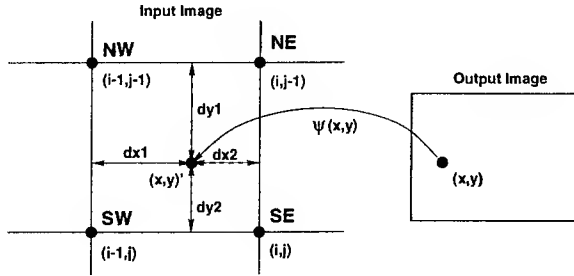 Input Image
NW
NE
(i-1,j-1)
(i,j-1)
Output Image
dy1
Ψ(x,y)
dx1
dx2
(x,y)'
(x,y)
dy2
SW
SE
(i-1,j)
(i,j)